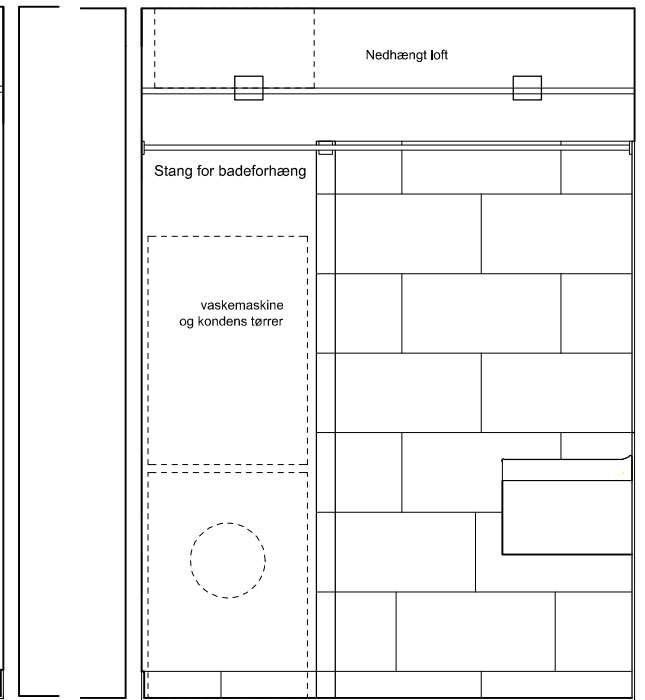 Nedhængt loft
Stang for badeforhæng
vaskemaskine
og kondens tørrer